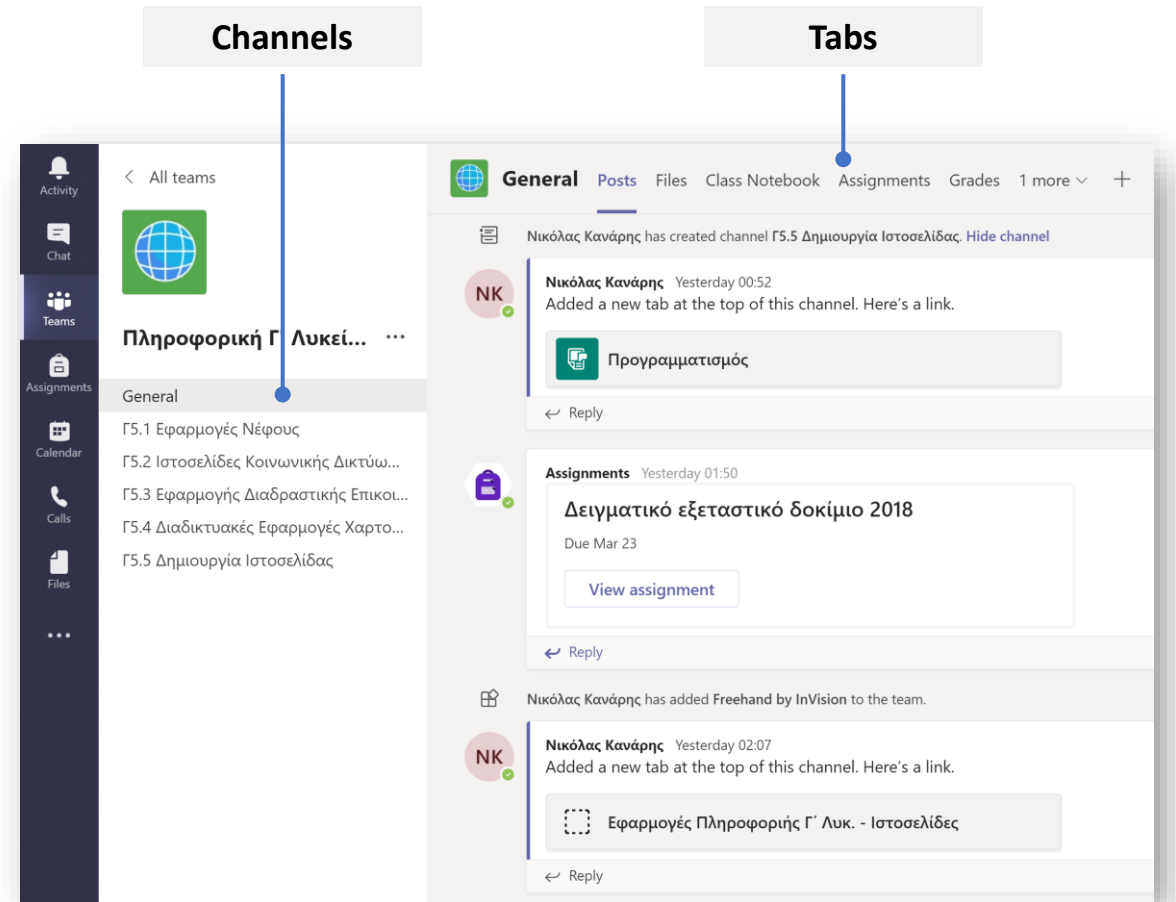 Channels
Tabs
Activity
Chat
Teams
Assignments
Calendar
Calls
Files
All teams
Πληροφορική Γ Λυκεί... ...
General
Γ5.1 Εφαρμογές Νέφους
Γ5.2 Ιστοσελίδες Κοινωνικής Δικτύω...
Γ5.3 Εφαρμογής Διαδραστικής Επικοι...
Γ5.4 Διαδικτυακές Εφαρμογές Χαρτο...
Γ5.5 Δημιουργία Ιστοσελίδας
General Posts Files Class Notebook Assignments Grades 1 more +
Νικόλας Κανάρης has created channel Γ5.5 Δημιουργία Ιστοσελίδας. Hide channel
NK
Νικόλας Κανάρης Yesterday 00:52
Added a new tab at the top of this channel. Here's a link.
Προγραμματισμός
Reply
Assignments Yesterday 01:50
Δειγματικό εξεταστικό δοκίμιο 2018
Due Mar 23
View assignment
Reply
Νικόλας Κανάρης has added Freehand by InVision to the team.
NK
Νικόλας Κανάρης Yesterday 02:07
Added a new tab at the top of this channel. Here's a link.
Εφαρμογές Πληροφοριής Γ΄ Λυκ. - Ιστοσελίδες
Reply